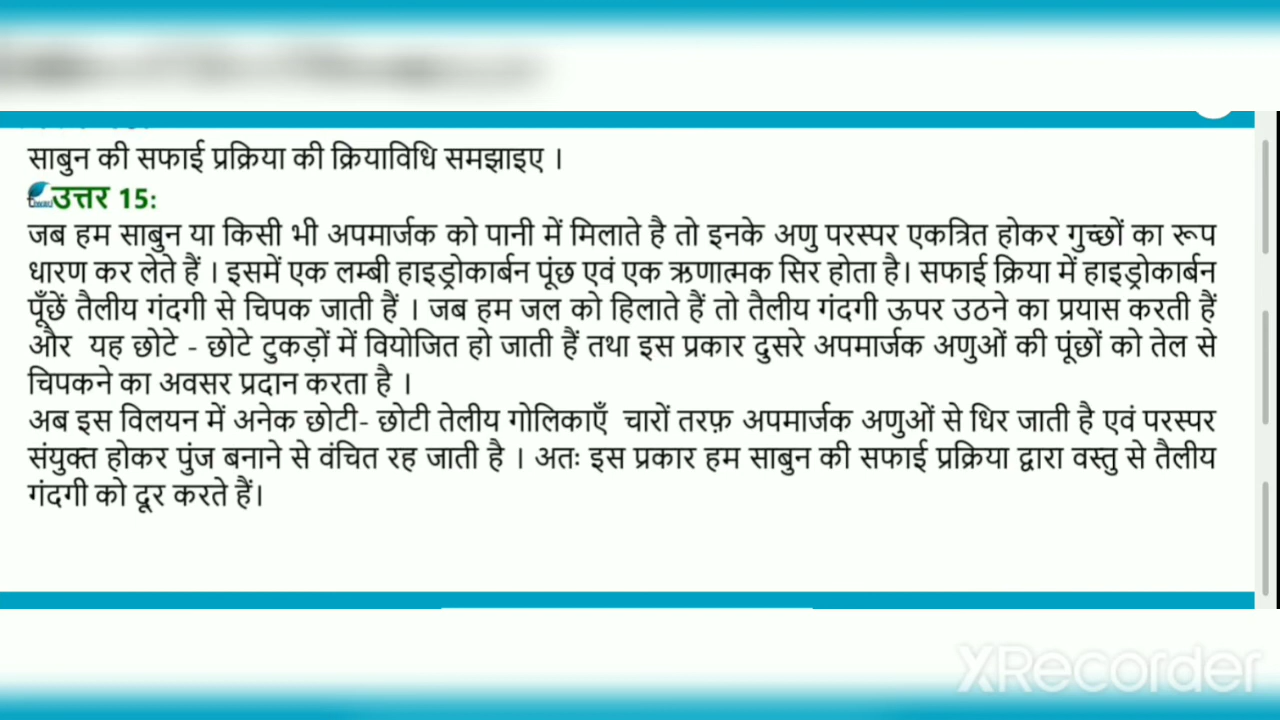 साबुन की सफाई प्रक्रिया की क्रियाविधि समझाइए ।
उत्तर 15:
जब हम साबुन या किसी भी अपमार्जक को पानी में मिलाते है तो इनके अणु परस्पर एकत्रित होकर गुच्छों का रूप
धारण कर लेते हैं । इसमें एक लम्बी हाइड्रोकार्बन पूंछ एवं एक ऋणात्मक सिर होता है। सफाई क्रिया में हाइड्रोकार्बन
पूँछें तैलीय गंदगी से चिपक जाती हैं । जब हम जल को हिलाते हैं तो तैलीय गंदगी ऊपर उठने का प्रयास करती हैं
और यह छोटे - छोटे टुकड़ों में वियोजित हो जाती हैं तथा इस प्रकार दुसरे अपमार्जक अणुओं की पूंछों को तेल से
चिपकने का अवसर प्रदान करता है ।
अब इस विलयन में अनेक छोटी- छोटी तेलीय गोलिकाएँ चारों तरफ़ अपमार्जक अणुओं से धिर जाती है एवं परस्पर
संयुक्त होकर पुंज बनाने से वंचित रह जाती है । अतः इस प्रकार हम साबुन की सफाई प्रक्रिया द्वारा वस्तु से तैलीय
गंदगी को दूर करते हैं।
XRecorder